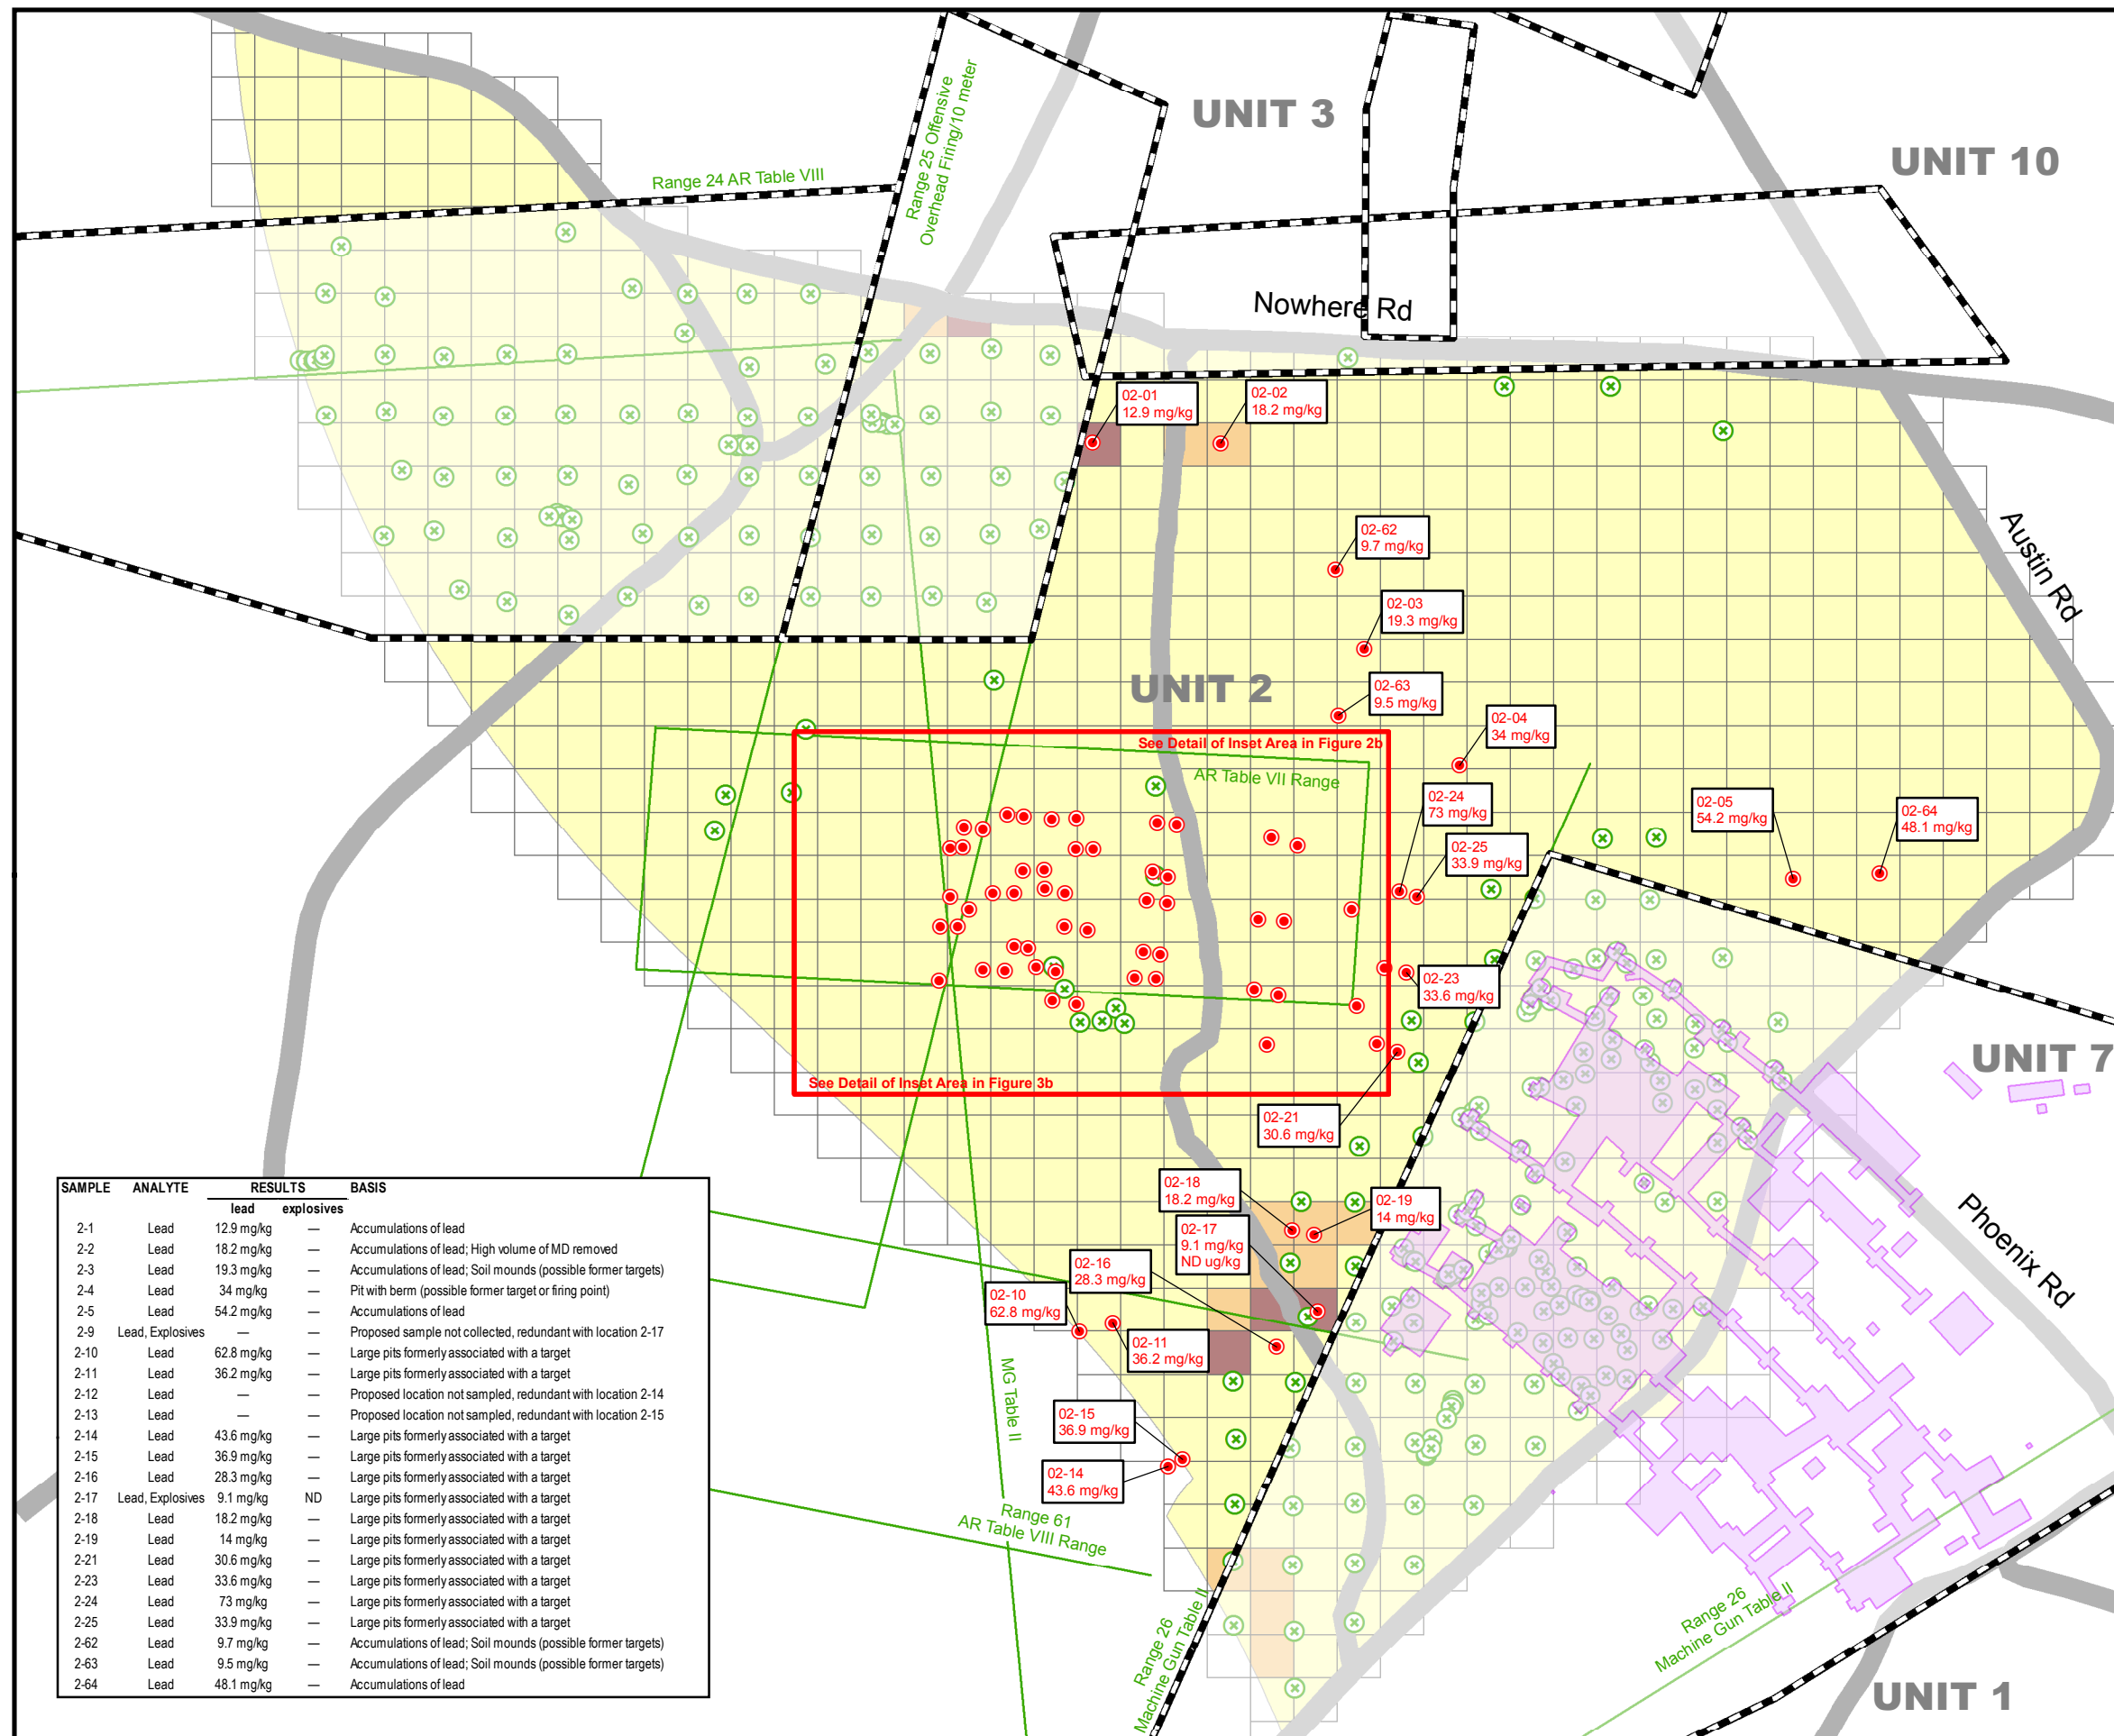 UNIT 3
UNIT 10
Range 24 AR Table VIII
Range 25 Offensive
Overhead Firing/10 meter
Nowhere Rd
02-01
12.9 mg/kg
02-02
18.2 mg/kg
Austin Rd
02-62
9.7 mg/kg
02-03
19.3 mg/kg
UNIT 2
02-63
9.5 mg/kg
02-04
34 mg/kg
See Detail of Inset Area in Figure 2b
AR Table VII Range
02-24
73 mg/kg
02-05
54.2 mg/kg
02-64
48.1 mg/kg
02-25
33.9 mg/kg
02-23
33.6 mg/kg
UNIT 7
See Detail of Inset Area in Figure 3b
02-21
30.6 mg/kg
02-18
18.2 mg/kg
02-19
14 mg/kg
02-17
9.1 mg/kg
ND ug/kg
02-16
28.3 mg/kg
02-10
62.8 mg/kg
02-11
36.2 mg/kg
Phoenix Rd
MG Table II
02-15
36.9 mg/kg
02-14
43.6 mg/kg
Range 61
AR Table VIII Range
Range 26
Machine Gun Table II
Range 26
Machine Gun Table II
UNIT 1
SAMPLE ANALYTE RESULTS BASIS
lead explosives
2-1 Lead 12.9 mg/kg — Accumulations of lead
2-2 Lead 18.2 mg/kg — Accumulations of lead; High volume of MD removed
2-3 Lead 19.3 mg/kg — Accumulations of lead; Soil mounds (possible former targets)
2-4 Lead 34 mg/kg — Pit with berm (possible former target or firing point)
2-5 Lead 54.2 mg/kg — Accumulations of lead
2-9 Lead, Explosives — — Proposed sample not collected, redundant with location 2-17
2-10 Lead 62.8 mg/kg — Large pits formerly associated with a target
2-11 Lead 36.2 mg/kg — Large pits formerly associated with a target
2-12 Lead — — Proposed location not sampled, redundant with location 2-14
2-13 Lead — — Proposed location not sampled, redundant with location 2-15
2-14 Lead 43.6 mg/kg — Large pits formerly associated with a target
2-15 Lead 36.9 mg/kg — Large pits formerly associated with a target
2-16 Lead 28.3 mg/kg — Large pits formerly associated with a target
2-17 Lead, Explosives 9.1 mg/kg ND Large pits formerly associated with a target
2-18 Lead 18.2 mg/kg — Large pits formerly associated with a target
2-19 Lead 14 mg/kg — Large pits formerly associated with a target
2-21 Lead 30.6 mg/kg — Large pits formerly associated with a target
2-23 Lead 33.6 mg/kg — Large pits formerly associated with a target
2-24 Lead 73 mg/kg — Large pits formerly associated with a target
2-25 Lead 33.9 mg/kg — Large pits formerly associated with a target
2-62 Lead 9.7 mg/kg — Accumulations of lead; Soil mounds (possible former targets)
2-63 Lead 9.5 mg/kg — Accumulations of lead; Soil mounds (possible former targets)
2-64 Lead 48.1 mg/kg — Accumulations of lead